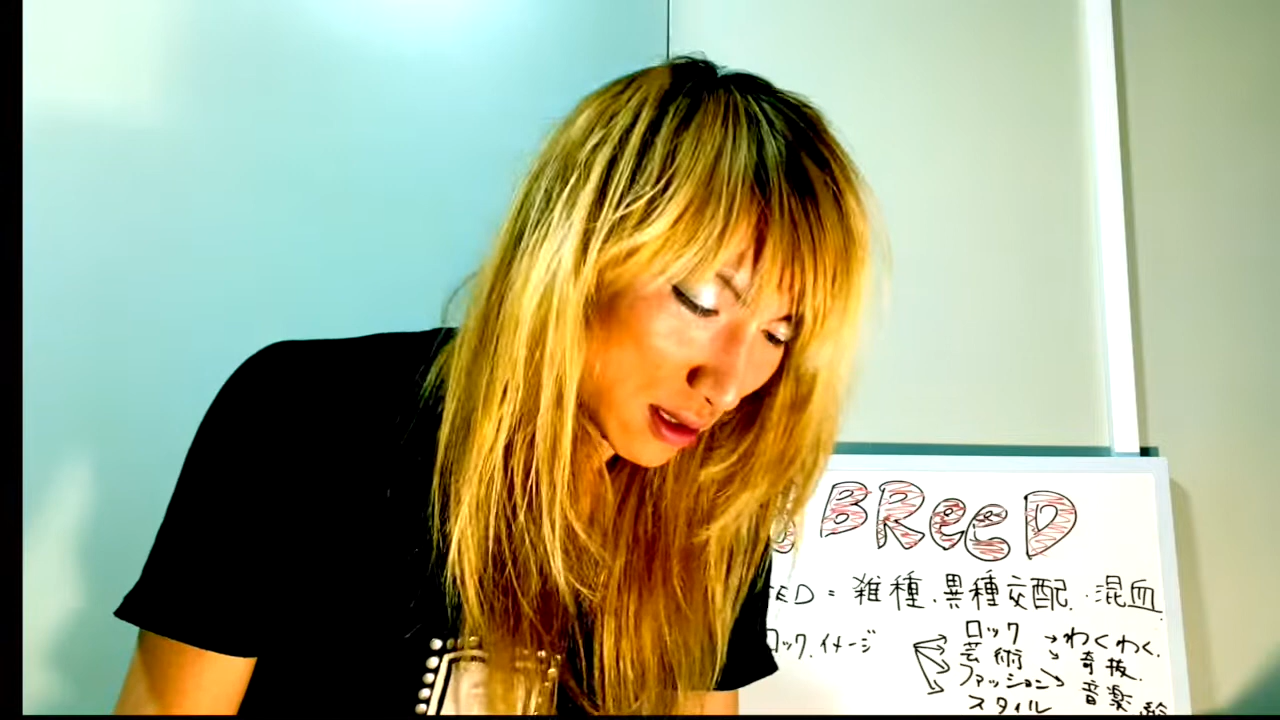 BReeD
ED = 雑種.異種交配.混血
ロック.イメージ
ロック →わくわく.
芸術 奇抜.
ファッション 音楽
スタイル